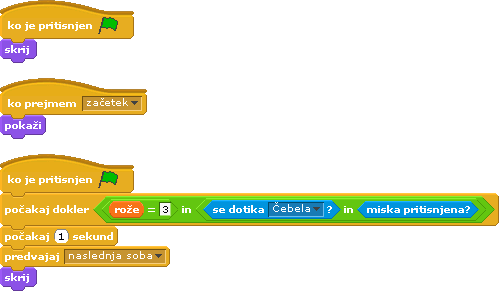 ko je pritisnjen
skrij
ko prejmem začetek
pokaži
ko je pritisnjen
počakaj dokler rože = 3 in se dotika Čebela ? in miska pritisnjena?
počakaj 1 sekund
predvajaj naslednja soba
skrij